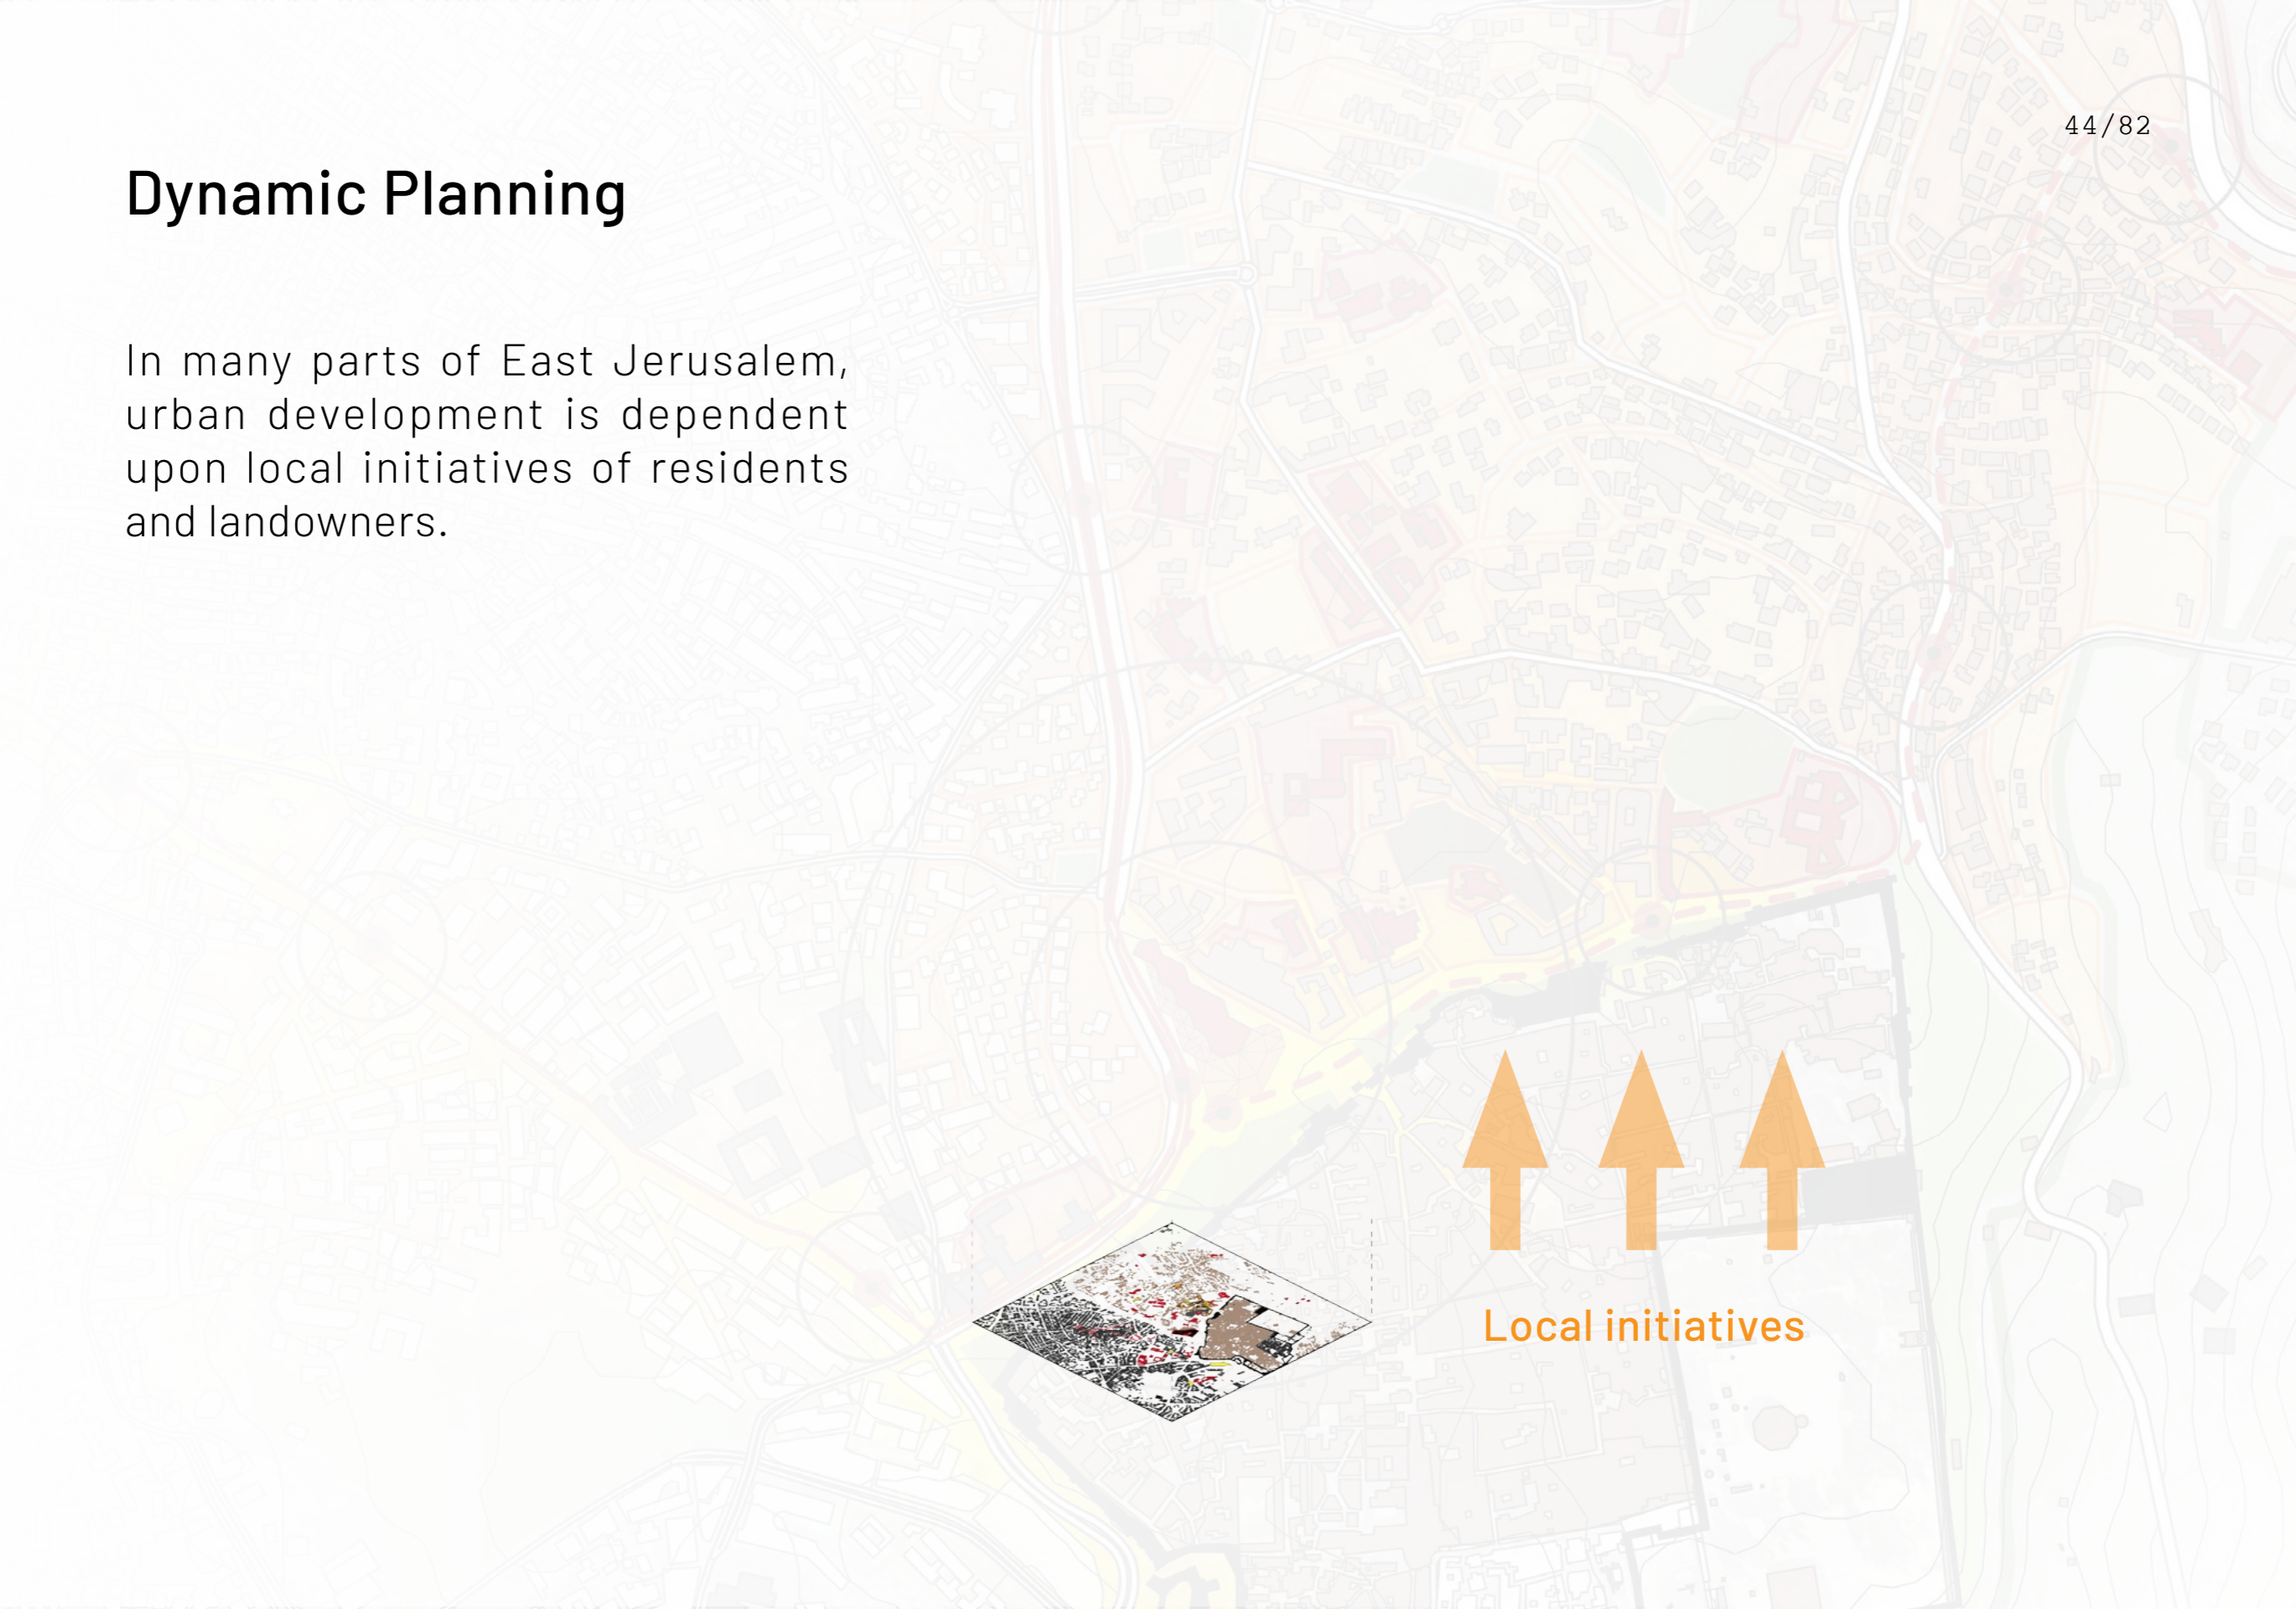 44/82
Dynamic Planning
In many parts of East Jerusalem,
urban development is dependent
upon local initiatives of residents
and landowners.
Local initiatives